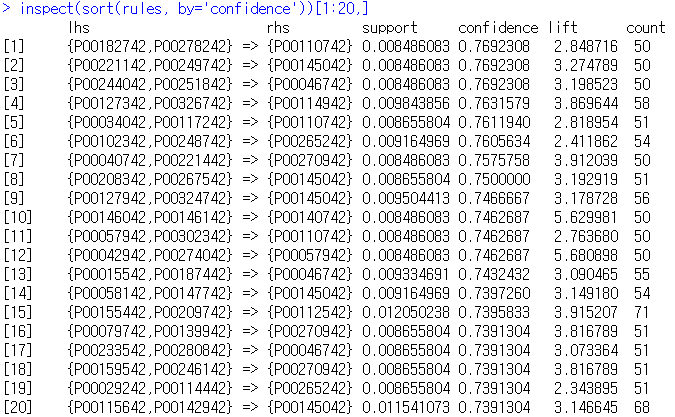 > inspect(sort(rules, by='confidence'))[1:20,]
lhs rhs support confidence lift count
[1] {P00182742,P00278242} => {P00110742} 0.008486083 0.7692308 2.848716 50
[2] {P00221142,P00249742} => {P00145042} 0.008486083 0.7692308 3.274789 50
[3] {P00244042,P00251842} => {P00046742} 0.008486083 0.7692308 3.198523 50
[4] {P00127342,P00326742} => {P00114942} 0.009843856 0.7631579 3.869644 58
[5] {P00034042,P00117242} => {P00110742} 0.008655804 0.7611940 2.818954 51
[6] {P00102342,P00248742} => {P00265242} 0.009164969 0.7605634 2.411862 54
[7] {P00040742,P00221442} => {P00270942} 0.008486083 0.7575758 3.912039 50
[8] {P00208342,P00267542} => {P00145042} 0.008655804 0.7500000 3.192919 51
[9] {P00127942,P00324742} => {P00145042} 0.009504413 0.7466667 3.178728 56
[10] {P00146042,P00146142} => {P00140742} 0.008486083 0.7462687 5.629981 50
[11] {P00057942,P00302342} => {P00110742} 0.008486083 0.7462687 2.763680 50
[12] {P00042942,P00274042} => {P00057942} 0.008486083 0.7462687 5.680898 50
[13] {P00015542,P00187442} => {P00046742} 0.009334691 0.7432432 3.090465 55
[14] {P00058142,P00147742} => {P00145042} 0.009164969 0.7397260 3.149180 54
[15] {P00155442,P00209742} => {P00112542} 0.012050238 0.7395833 3.915207 71
[16] {P00079742,P00139942} => {P00270942} 0.008655804 0.7391304 3.816789 51
[17] {P00233542,P00280842} => {P00046742} 0.008655804 0.7391304 3.073364 51
[18] {P00159542,P00246142} => {P00270942} 0.008655804 0.7391304 3.816789 51
[19] {P00029242,P00114442} => {P00265242} 0.008655804 0.7391304 2.343895 51
[20] {P00115642,P00142942} => {P00145042} 0.011541073 0.7391304 3.146645 68